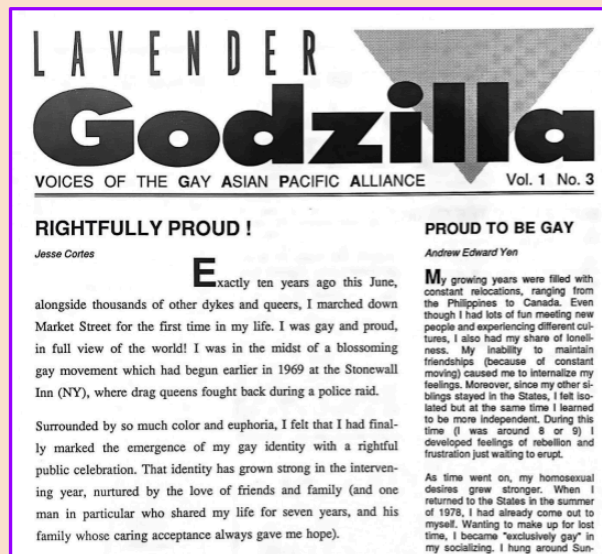 LAVENDER
Godzilla
VOICES OF THE GAY ASIAN PACIFIC ALLIANCE
Vol. 1 No. 3
RIGHTFULLY PROUD !
Jesse Cortes
Exactly ten years ago this June,
alongside thousands of other dykes and queers, I marched down
Market Street for the first time in my life. I was gay and proud,
in full view of the world! I was in the midst of a blossoming
gay movement which had begun earlier in 1969 at the Stonewall
Inn (NY), where drag queens fought back during a police raid.
Surrounded by so much color and euphoria, I felt that I had final-
ly marked the emergence of my gay identity with a rightful
public celebration. That identity has grown strong in the interven-
ing year, nurtured by the love of friends and family (and one
man in particular who shared my life for seven years, and his
family whose caring acceptance always gave me hope).
PROUD TO BE GAY
Andrew Edward Yen
My growing years were filled with
constant relocations, ranging from
the Philippines to Canada. Even
though I had lots of fun meeting new
people and experiencing different cul-
tures, I also had my share of loneli-
ness. My inability to maintain
friendships (because of constant
moving) caused me to internalize my
feelings. Moreover, since my other si-
blings stayed in the States, I felt iso-
lated but at the same time I learned
to be more independent. During this
time (I was around 8 or 9) I
developed feelings of rebellion and
frustration just waiting to erupt.
As time went on, my homosexual
desires grew stronger. When I
returned to the States in the summer
of 1978, I had already come out to
myself. Wanting to make up for lost
time, I became "exclusively gay" in
my socializing. I hung around Sun-